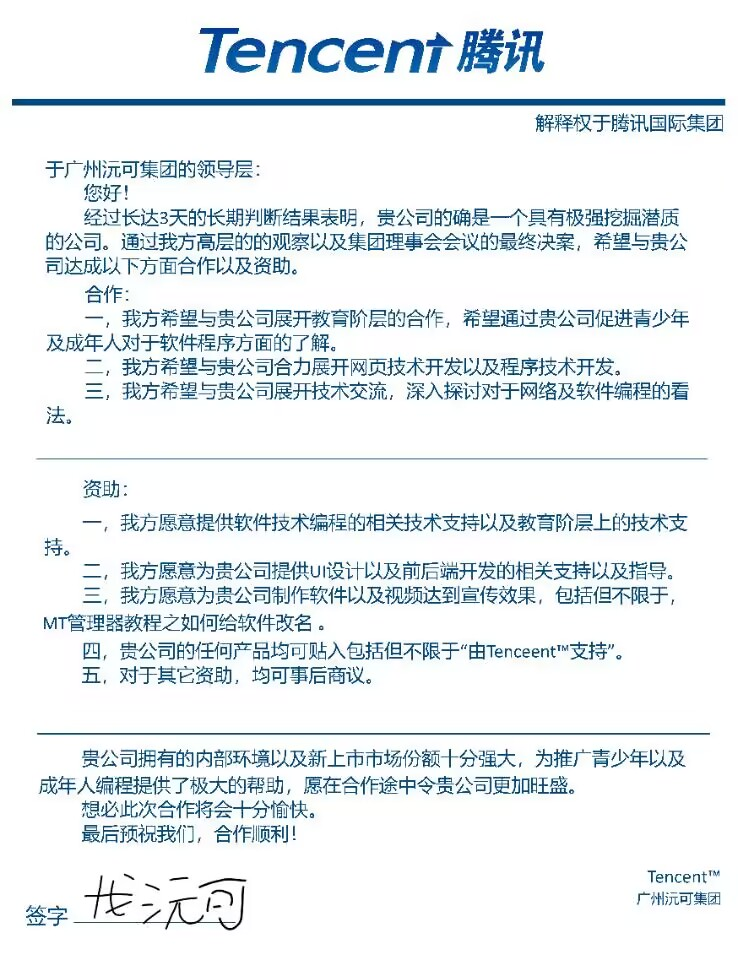 Tencent 腾讯
解释权于腾讯国际集团
于广州沅可集团的领导层：
您好！
经过长达3天的长期判断结果表明，贵公司的确是一个具有极强挖掘潜质
的公司。通过我方高层的的观察以及集团理事会会议的最终决案，希望与贵公
司达成以下方面合作以及资助。
合作：
一，我方希望与贵公司展开教育阶层的合作，希望通过贵公司促进青少年
及成年人对于软件程序方面的了解。
二，我方希望与贵公司合力展开网页技术开发以及程序技术开发。
三，我方希望与贵公司展开技术交流，深入探讨对于网络及软件编程的看
法。
资助：
一，我方愿意提供软件技术编程的相关技术支持以及教育阶层上的技术支
持。
二，我方愿意为贵公司提供UI设计以及前后端开发的相关支持以及指导。
三，我方愿意为贵公司制作软件以及视频达到宣传效果，包括但不限于，
MT管理器教程之如何给软件改名 。
四，贵公司的任何产品均可贴入包括但不限于“由Tenceent™支持”。
五，对于其它资助，均可事后商议。
贵公司拥有的内部环境以及新上市市场份额十分强大，为推广青少年以及
成年人编程提供了极大的帮助，愿在合作途中令贵公司更加旺盛。
想必此次合作将会十分愉快。
最后预祝我们，合作顺利！
Tencent™
广州沅可集团
签字 戈沅可